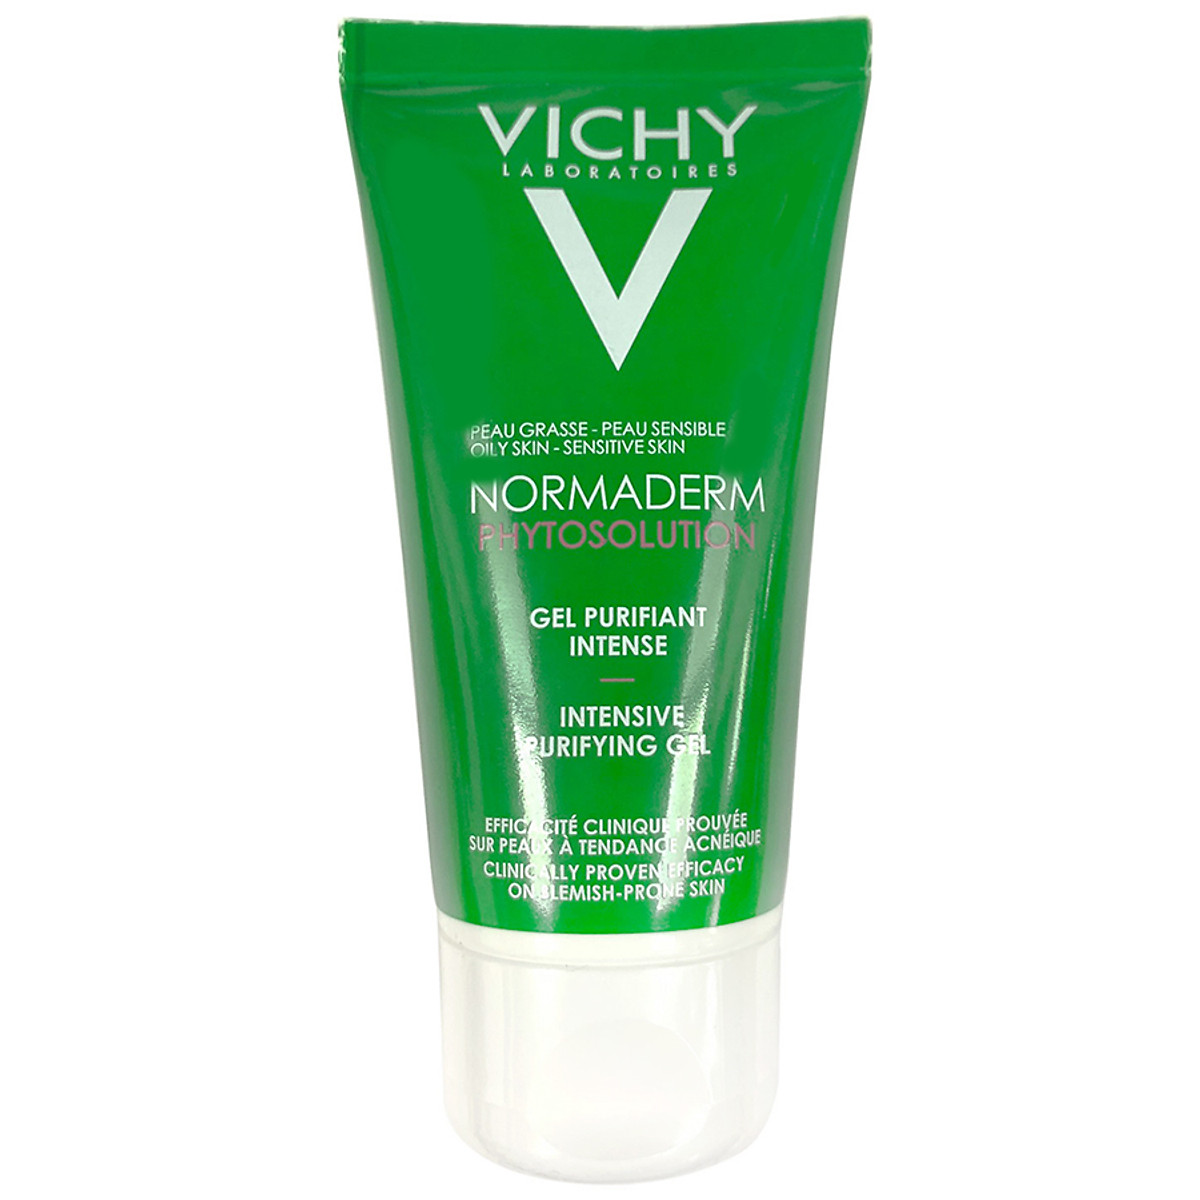 VICHY
LABORATOIRES
V
PEAU GRASSE - PEAU SENSIBLE
OILY SKIN - SENSITIVE SKIN
NORMADERM
PHYTOSOLUTION
GEL PURIFIANT
INTENSE
INTENSIVE
PURIFYING GEL
EFFICACITÉ CLINIQUE PROUVÉE
SUR PEAUX À TENDANCE ACNÉIQUE
CLINICALLY PROVEN EFFICACY
ON BLEMISH-PRONE SKIN